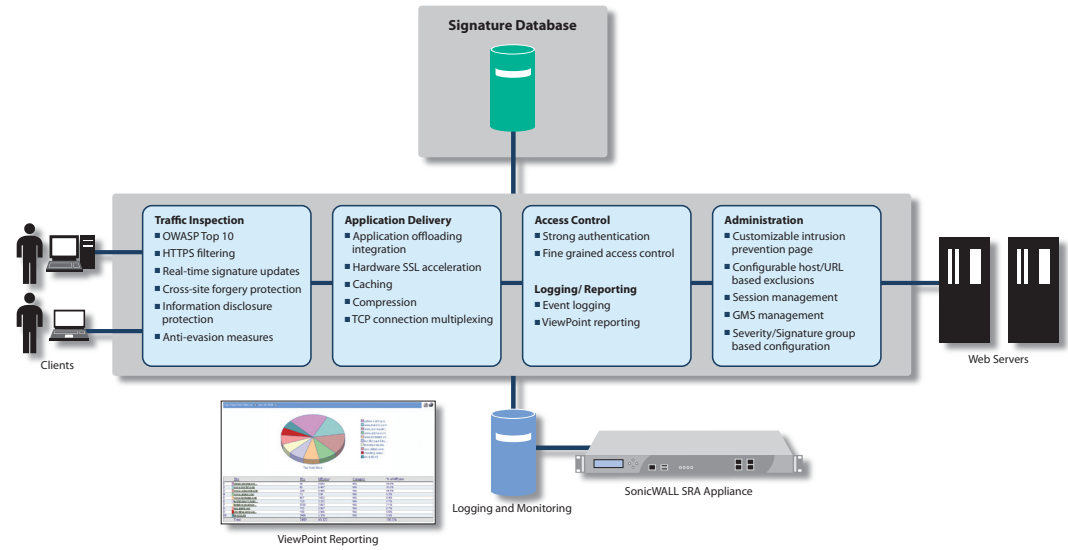 Signature Database
Traffic Inspection
■ OWASP Top 10
■ HTTPS filtering
■ Real-time signature updates
■ Cross-site forgery protection
■ Information disclosure
protection
■ Anti-evasion measures
Application Delivery
■ Application offloading
integration
■ Hardware SSL acceleration
■ Caching
■ Compression
■ TCP connection multiplexing
Access Control
■ Strong authentication
■ Fine grained access control
Logging/ Reporting
■ Event logging
■ ViewPoint reporting
Administration
■ Customizable intrusion
prevention page
■ Configurable host/URL
based exclusions
■ Session management
■ GMS management
■ Severity/Signature group
based configuration
Clients
Web Servers
Logging and Monitoring
SonicWALL SRA Appliance
ViewPoint Reporting